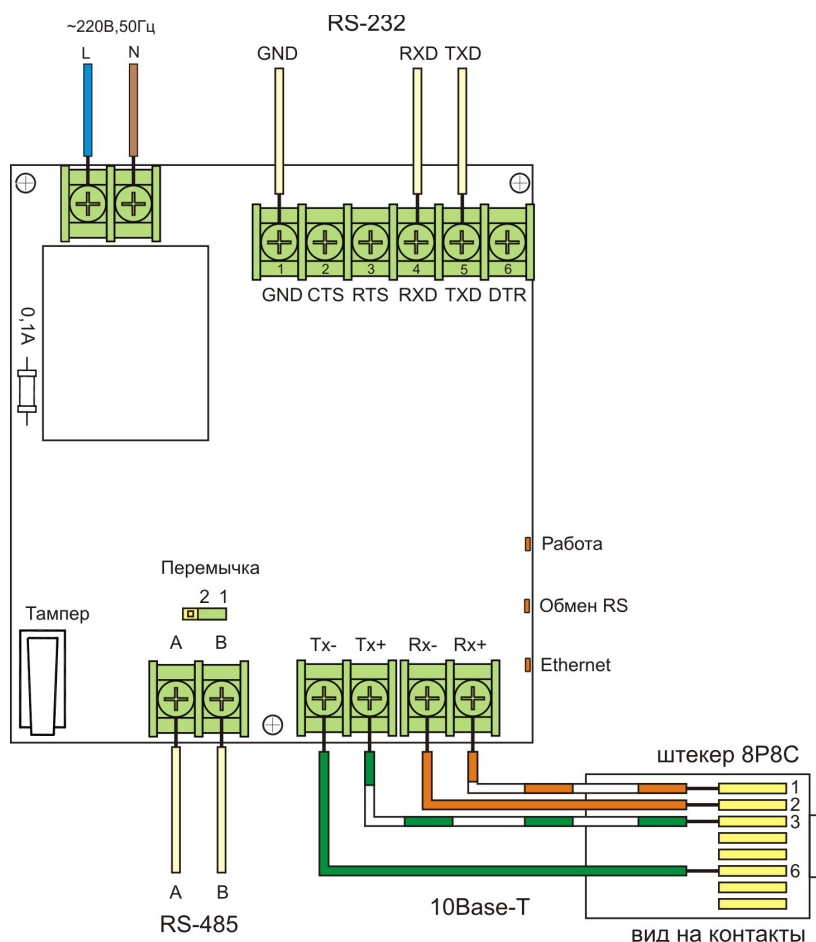 ~220В,50Гц
RS-232
L N
GND RXD TXD
1 2 3 4 5 6
GND CTS RTS RXD TXD DTR
0,1А
Работа
Перемычка
2 1
Обмен RS
Тампер
A B
Tx- Tx+ Rx- Rx+
Ethernet
штекер 8P8C
1
2
3
6
A B
10Base-T
RS-485
вид на контакты